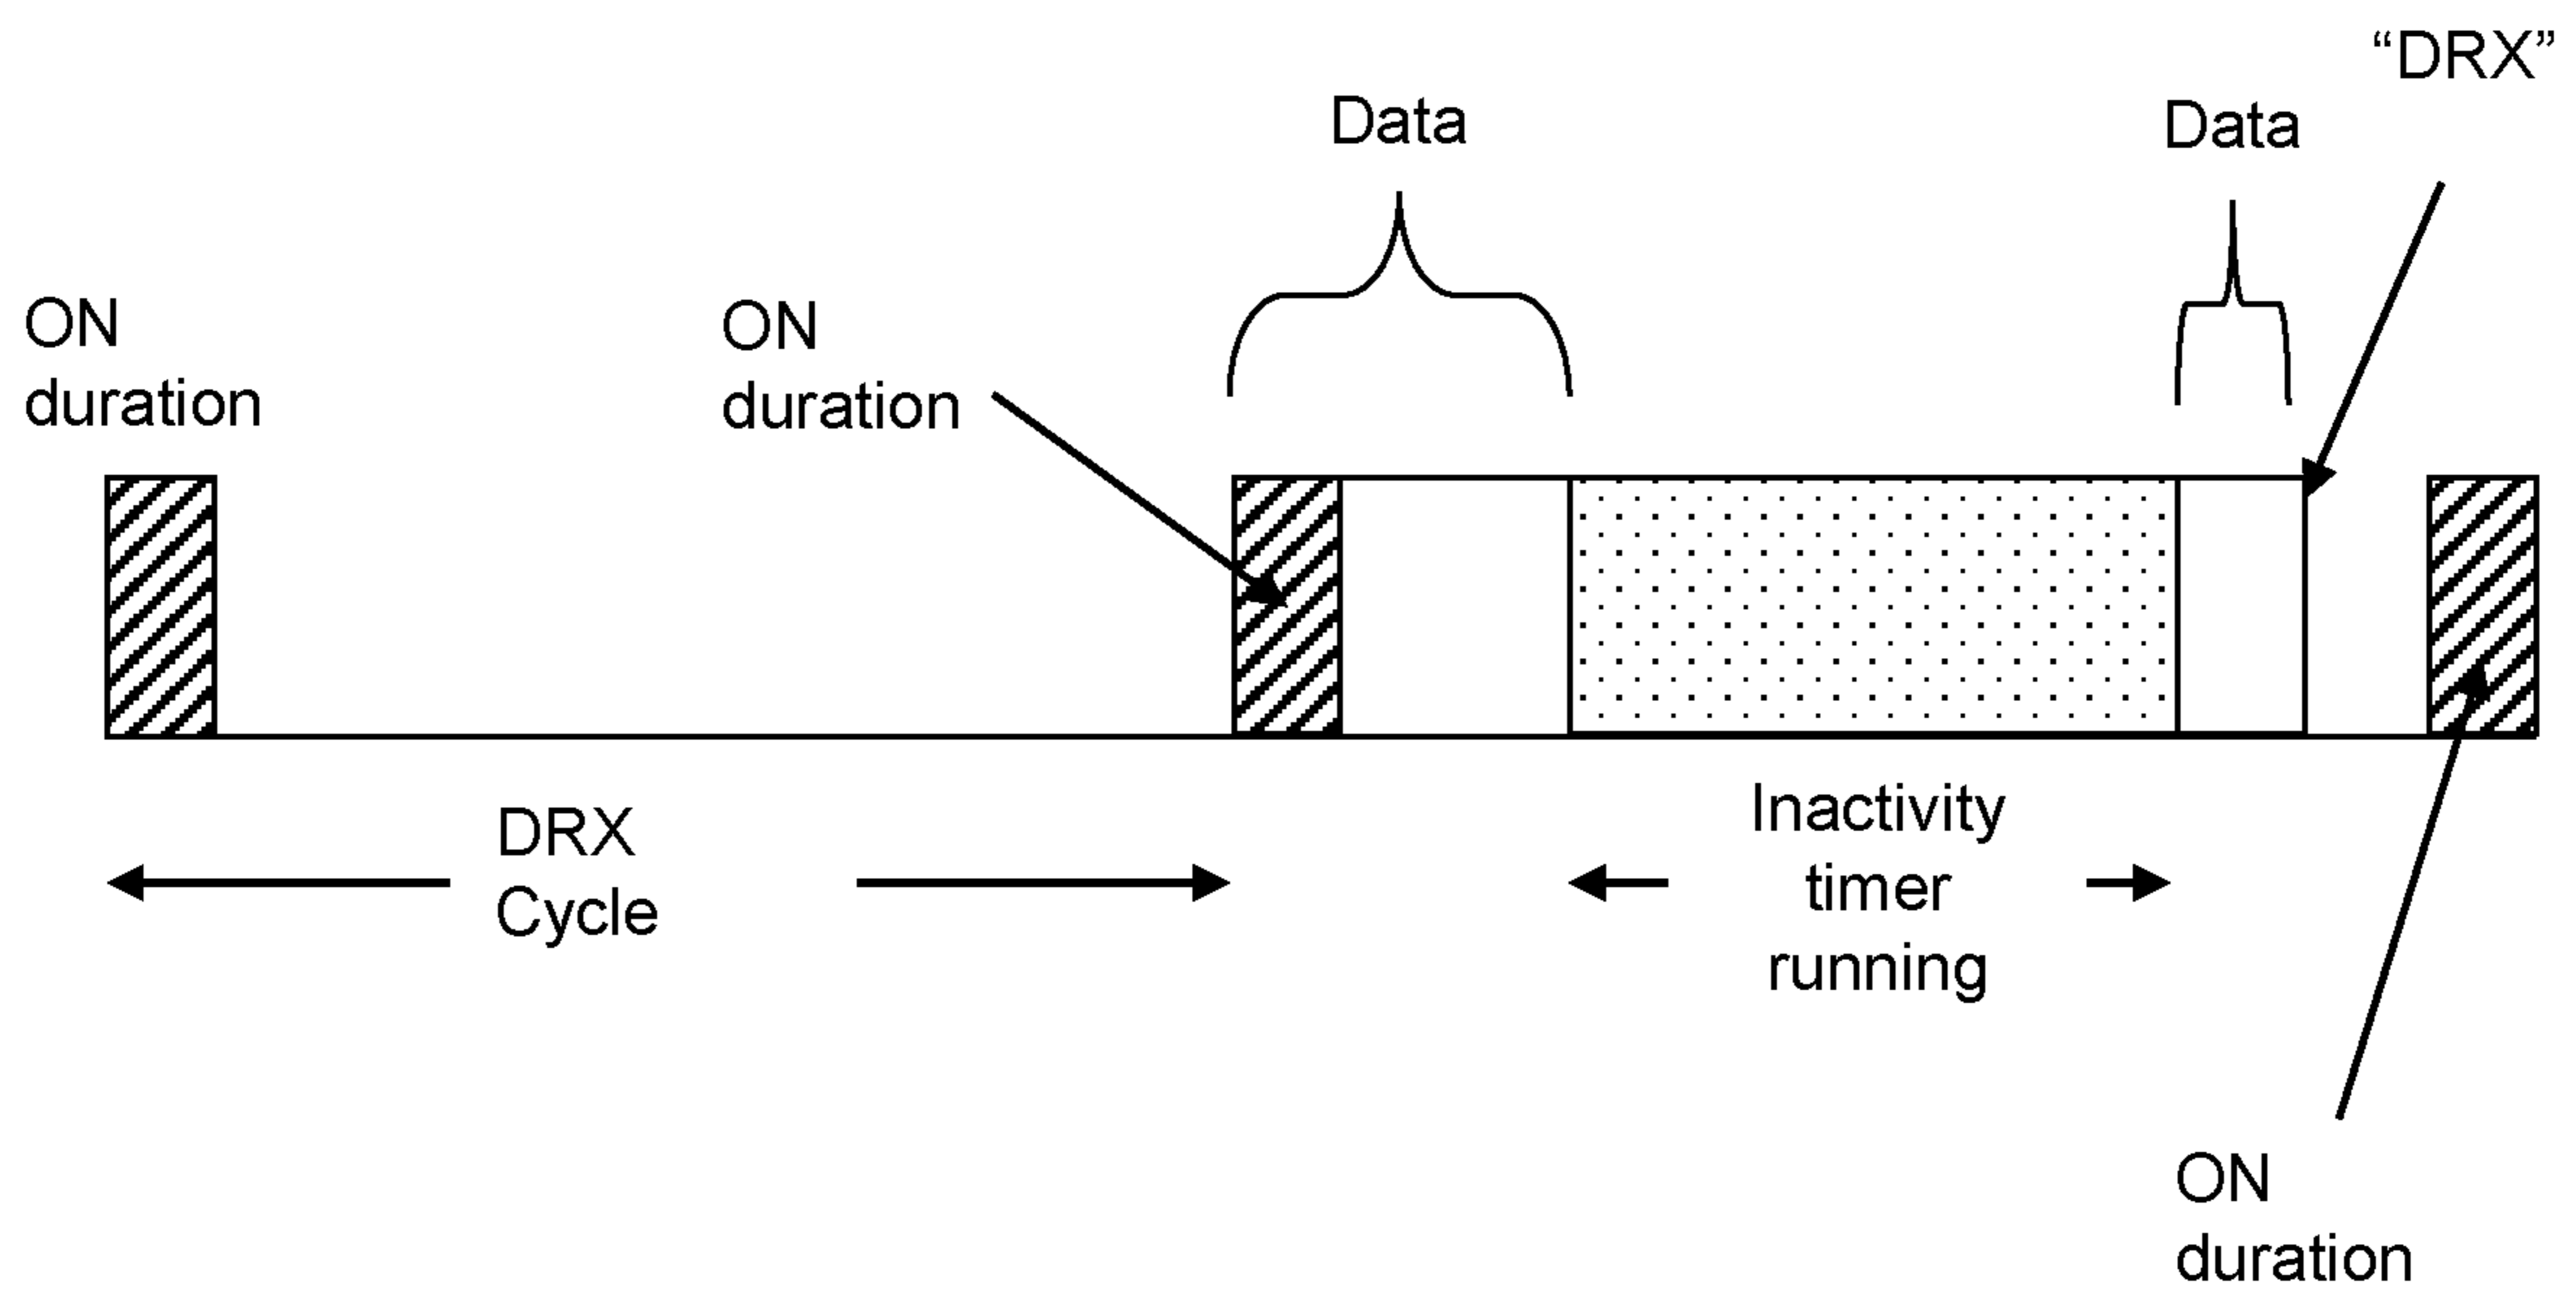 “DRX”
Data
Data
ON
duration
ON
duration
DRX
Cycle
Inactivity
timer
running
ON
duration